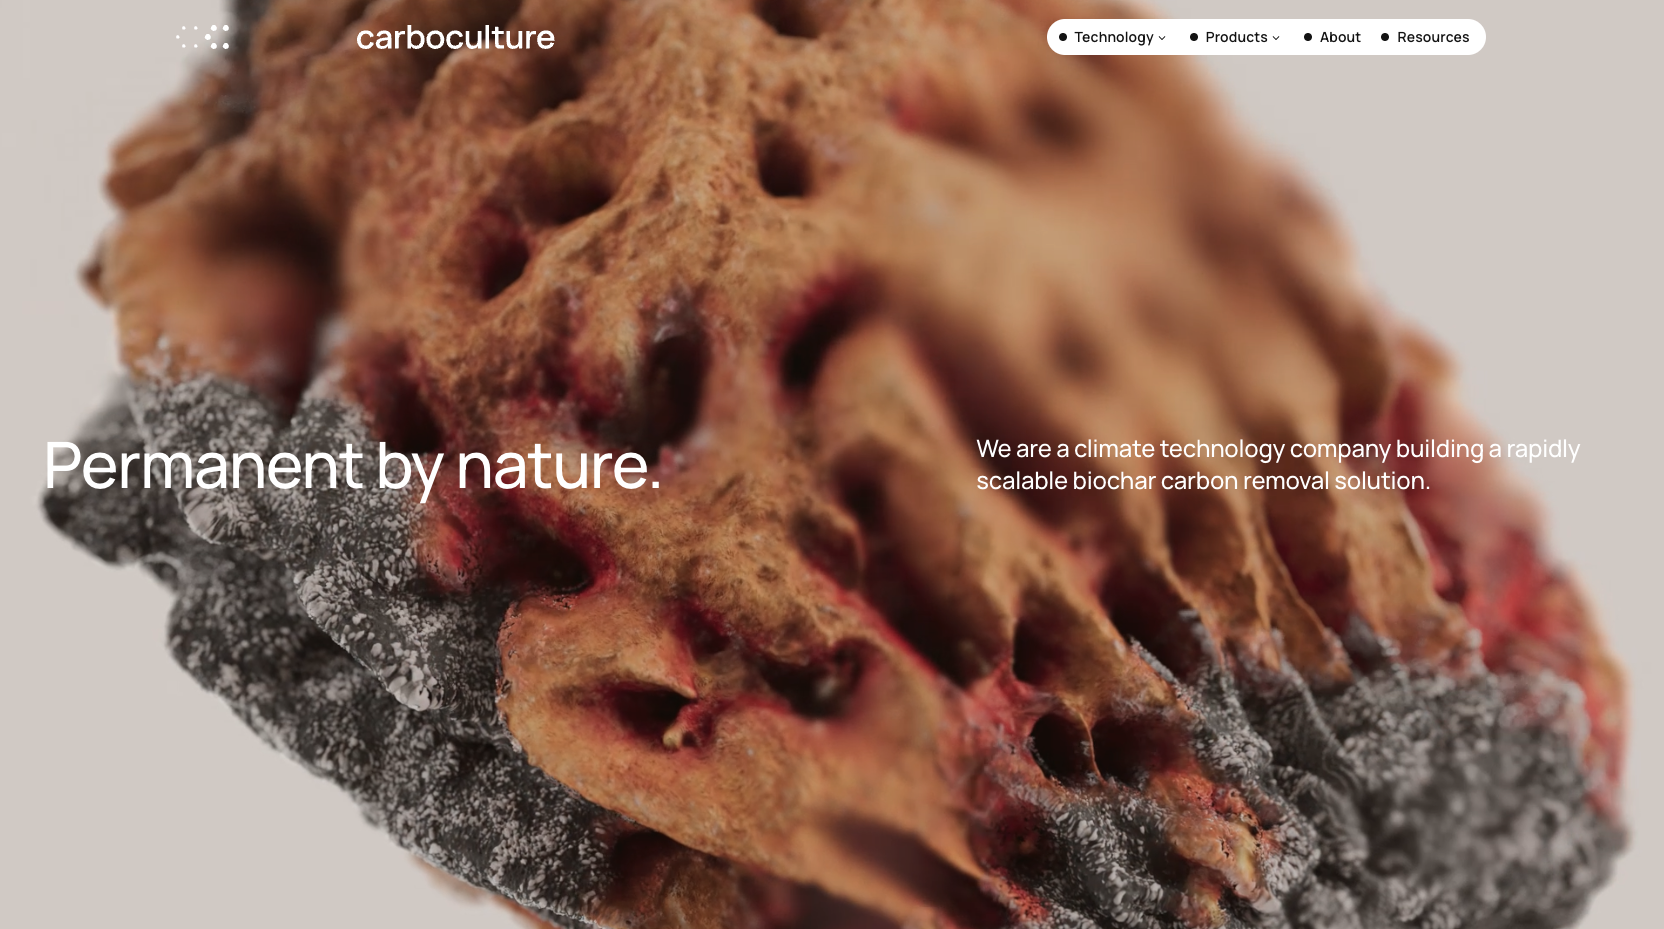 carboculture
Technology
Products
About
Resources
Permanent by nature.
We are a climate technology company building a rapidly
scalable biochar carbon removal solution.